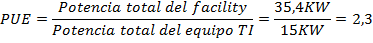 PUE = Potencia total del facility / Potencia total del equipo TI = 35,4KW / 15KW = 2,3